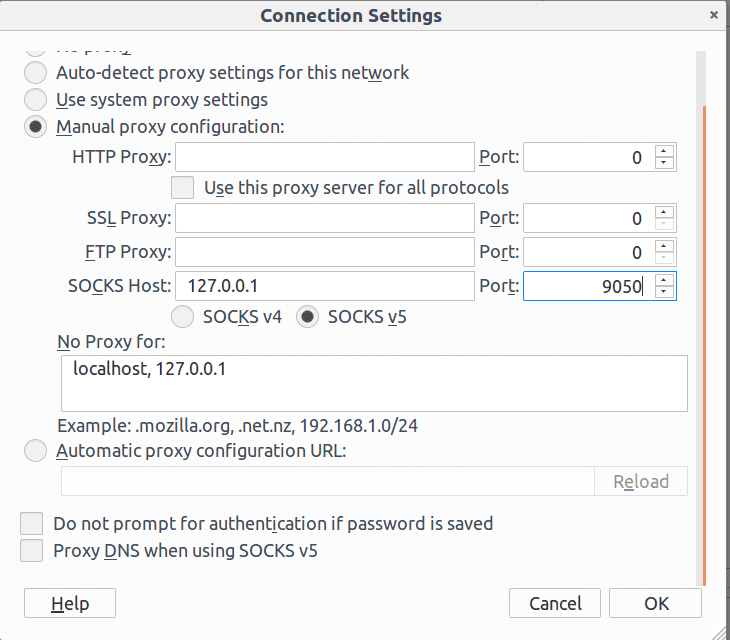 Connection Settings
Auto-detect proxy settings for this network
Use system proxy settings
Manual proxy configuration:
HTTP Proxy: Port: 0
Use this proxy server for all protocols
SSL Proxy: Port: 0
FTP Proxy: Port: 0
SOCKS Host: 127.0.0.1 Port: 9050
SOCKS v4 SOCKS v5
No Proxy for:
localhost, 127.0.0.1
Example: .mozilla.org, .net.nz, 192.168.1.0/24
Automatic proxy configuration URL:
Reload
Do not prompt for authentication if password is saved
Proxy DNS when using SOCKS v5
Help Cancel OK